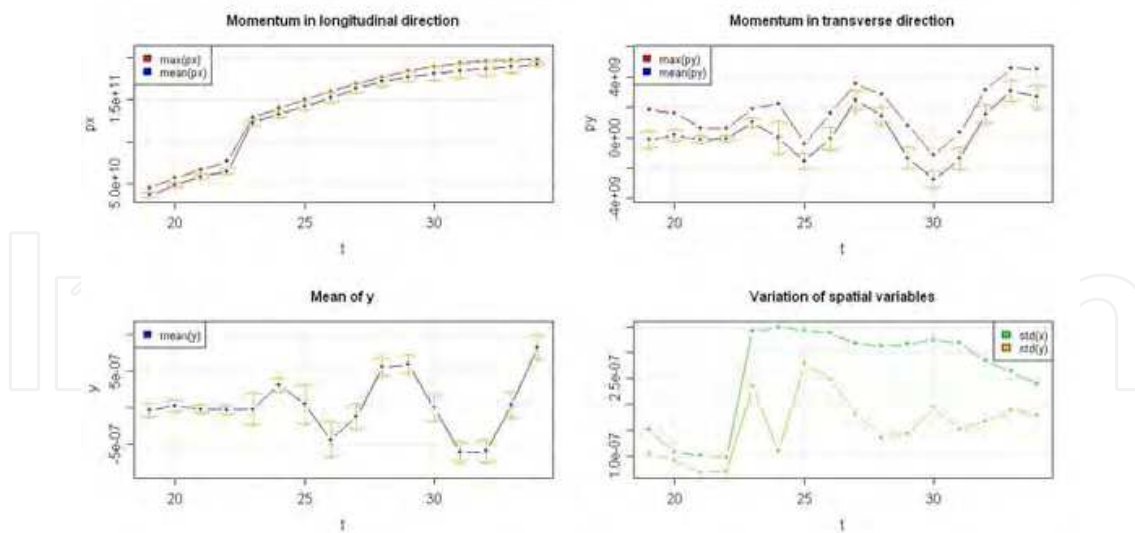 Momentum in longitudinal direction
max(px)
mean(px)
px
5.0e+10
1.5e+11
20
25
30
t
Momentum in transverse direction
max(py)
mean(py)
py
-4e+09
0e+00
4e+09
20
25
30
t
Mean of y
mean(y)
y
-5e-07
5e-07
20
25
30
t
Variation of spatial variables
std(x)
std(y)
1.0e-07
2.5e-07
20
25
30
t